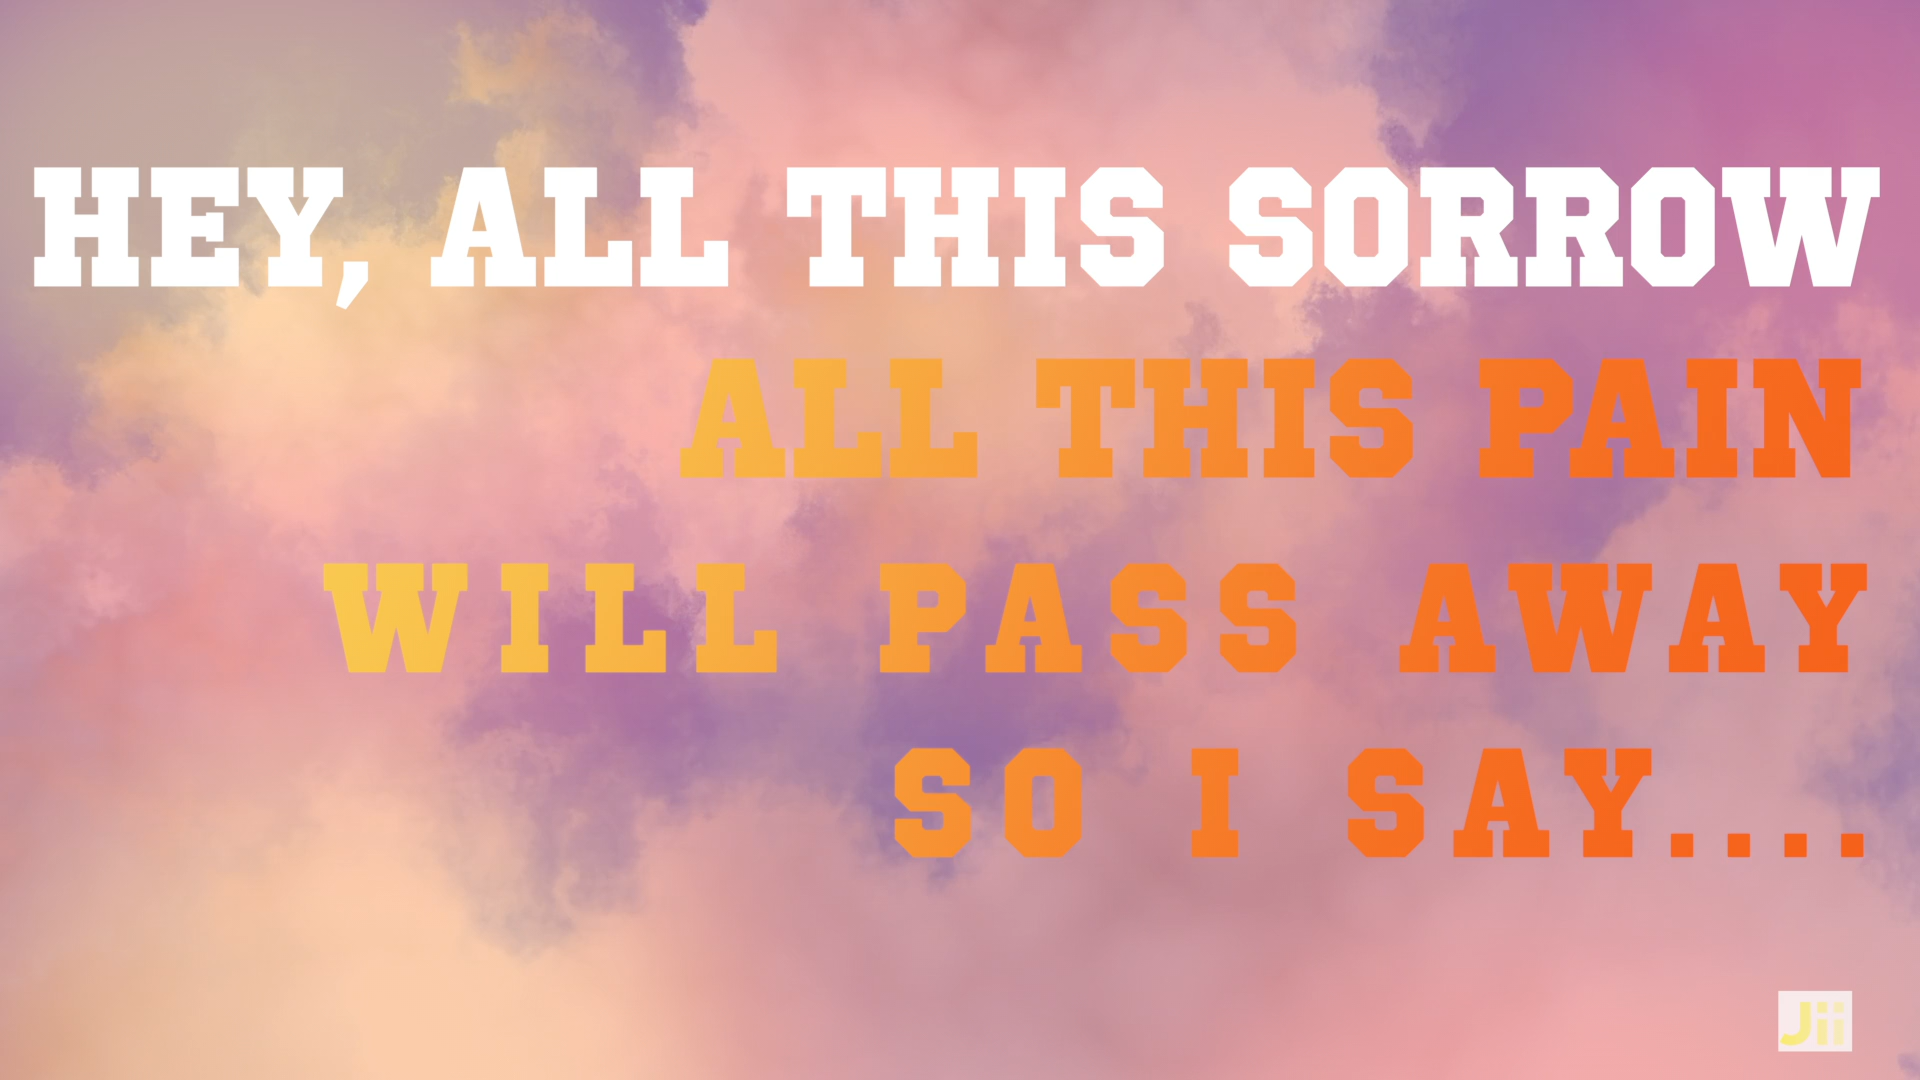 HEY, ALL THIS SORROW
ALL THIS PAIN
WILL PASS AWAY
SO I SAY....
Jii